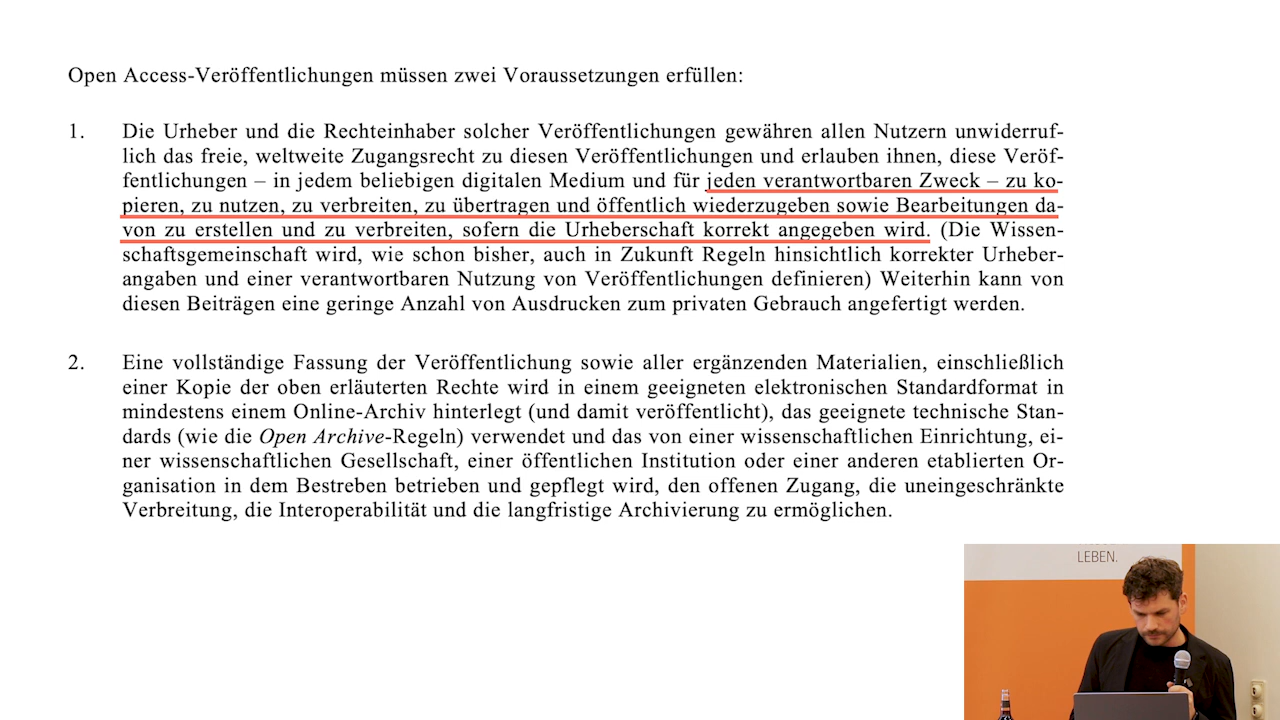 Open Access-Veröffentlichungen müssen zwei Voraussetzungen erfüllen:
1. Die Urheber und die Rechteinhaber solcher Veröffentlichungen gewähren allen Nutzern unwiderruf-
lich das freie, weltweite Zugangsrecht zu diesen Veröffentlichungen und erlauben ihnen, diese Veröf-
fentlichungen – in jedem beliebigen digitalen Medium und für jeden verantwortbaren Zweck – zu ko-
pieren, zu nutzen, zu verbreiten, zu übertragen und öffentlich wiederzugeben sowie Bearbeitungen da-
von zu erstellen und zu verbreiten, sofern die Urheberschaft korrekt angegeben wird. (Die Wissen-
schaftsgemeinschaft wird, wie schon bisher, auch in Zukunft Regeln hinsichtlich korrekter Urheber-
angaben und einer verantwortbaren Nutzung von Veröffentlichungen definieren) Weiterhin kann von
diesen Beiträgen eine geringe Anzahl von Ausdrucken zum privaten Gebrauch angefertigt werden.
2. Eine vollständige Fassung der Veröffentlichung sowie aller ergänzenden Materialien, einschließlich
einer Kopie der oben erläuterten Rechte wird in einem geeigneten elektronischen Standardformat in
mindestens einem Online-Archiv hinterlegt (und damit veröffentlicht), das geeignete technische Stan-
dards (wie die Open Archive-Regeln) verwendet und das von einer wissenschaftlichen Einrichtung, ei-
ner wissenschaftlichen Gesellschaft, einer öffentlichen Institution oder einer anderen etablierten Or-
ganisation in dem Bestreben betrieben und gepflegt wird, den offenen Zugang, die uneingeschränkte
Verbreitung, die Interoperabilität und die langfristige Archivierung zu ermöglichen.
LEBEN.